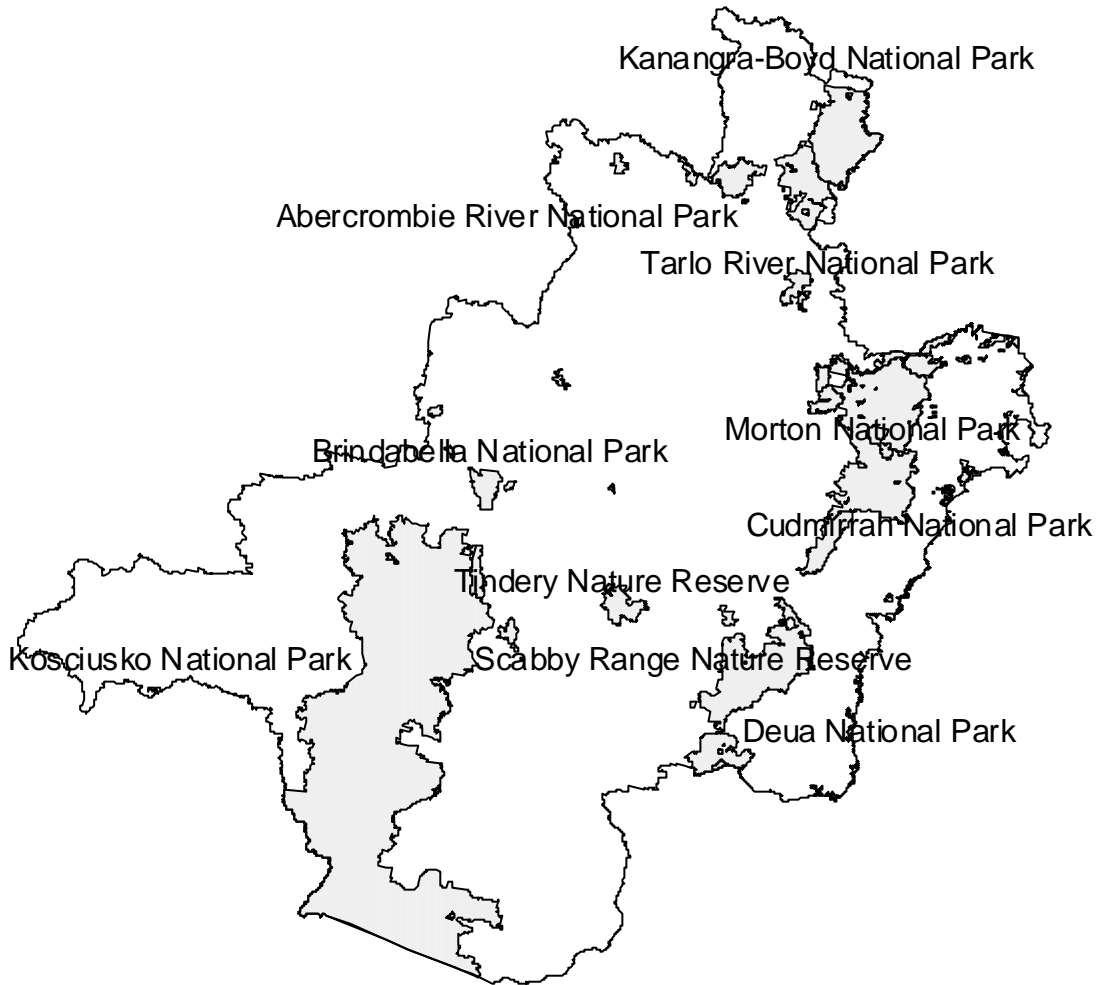 Kanangra-Boyd National Park
Abercrombie River National Park
Tarlo River National Park
Morton National Park
Brindabella National Park
Cudmirrah National Park
Tindery Nature Reserve
Kosciusko National Park
Scabby Range Nature Reserve
Deua National Park